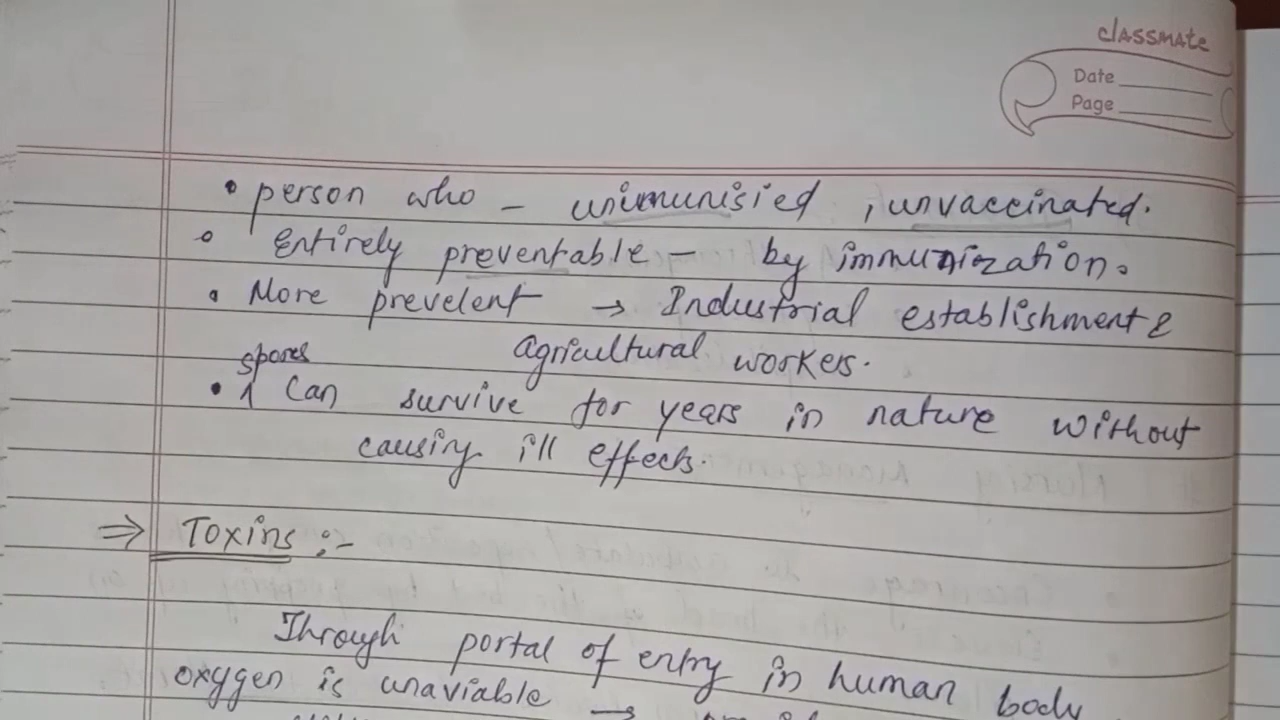 classmate
Date
Page
• person who – unimunisied , unvaccinated.
• Entirely preventable – by immunization.
• More prevelent → Industrial establishment &
agricultural workers.
spores
• ^ Can survive for years in nature without
causing ill effects.
⇒ Toxins :-
Through portal of entry in human body
oxygen is unaviable →